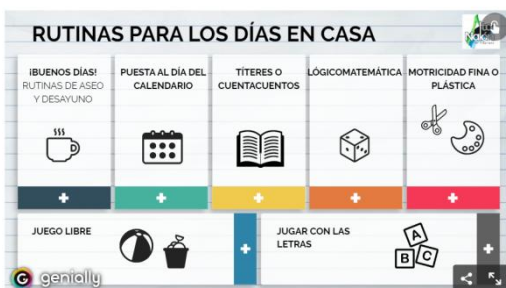 RUTINAS PARA LOS DÍAS EN CASA
¡BUENOS DÍAS!
RUTINAS DE ASEO
Y DESAYUNO
PUESTA AL DÍA DEL
CALENDARIO
TÍTERES O
CUENTACUENTOS
LÓGICOMATEMÁTICA
MOTRICIDAD FINA O
PLÁSTICA
JUEGO LIBRE
JUGAR CON LAS
LETRAS
A
B C
genially